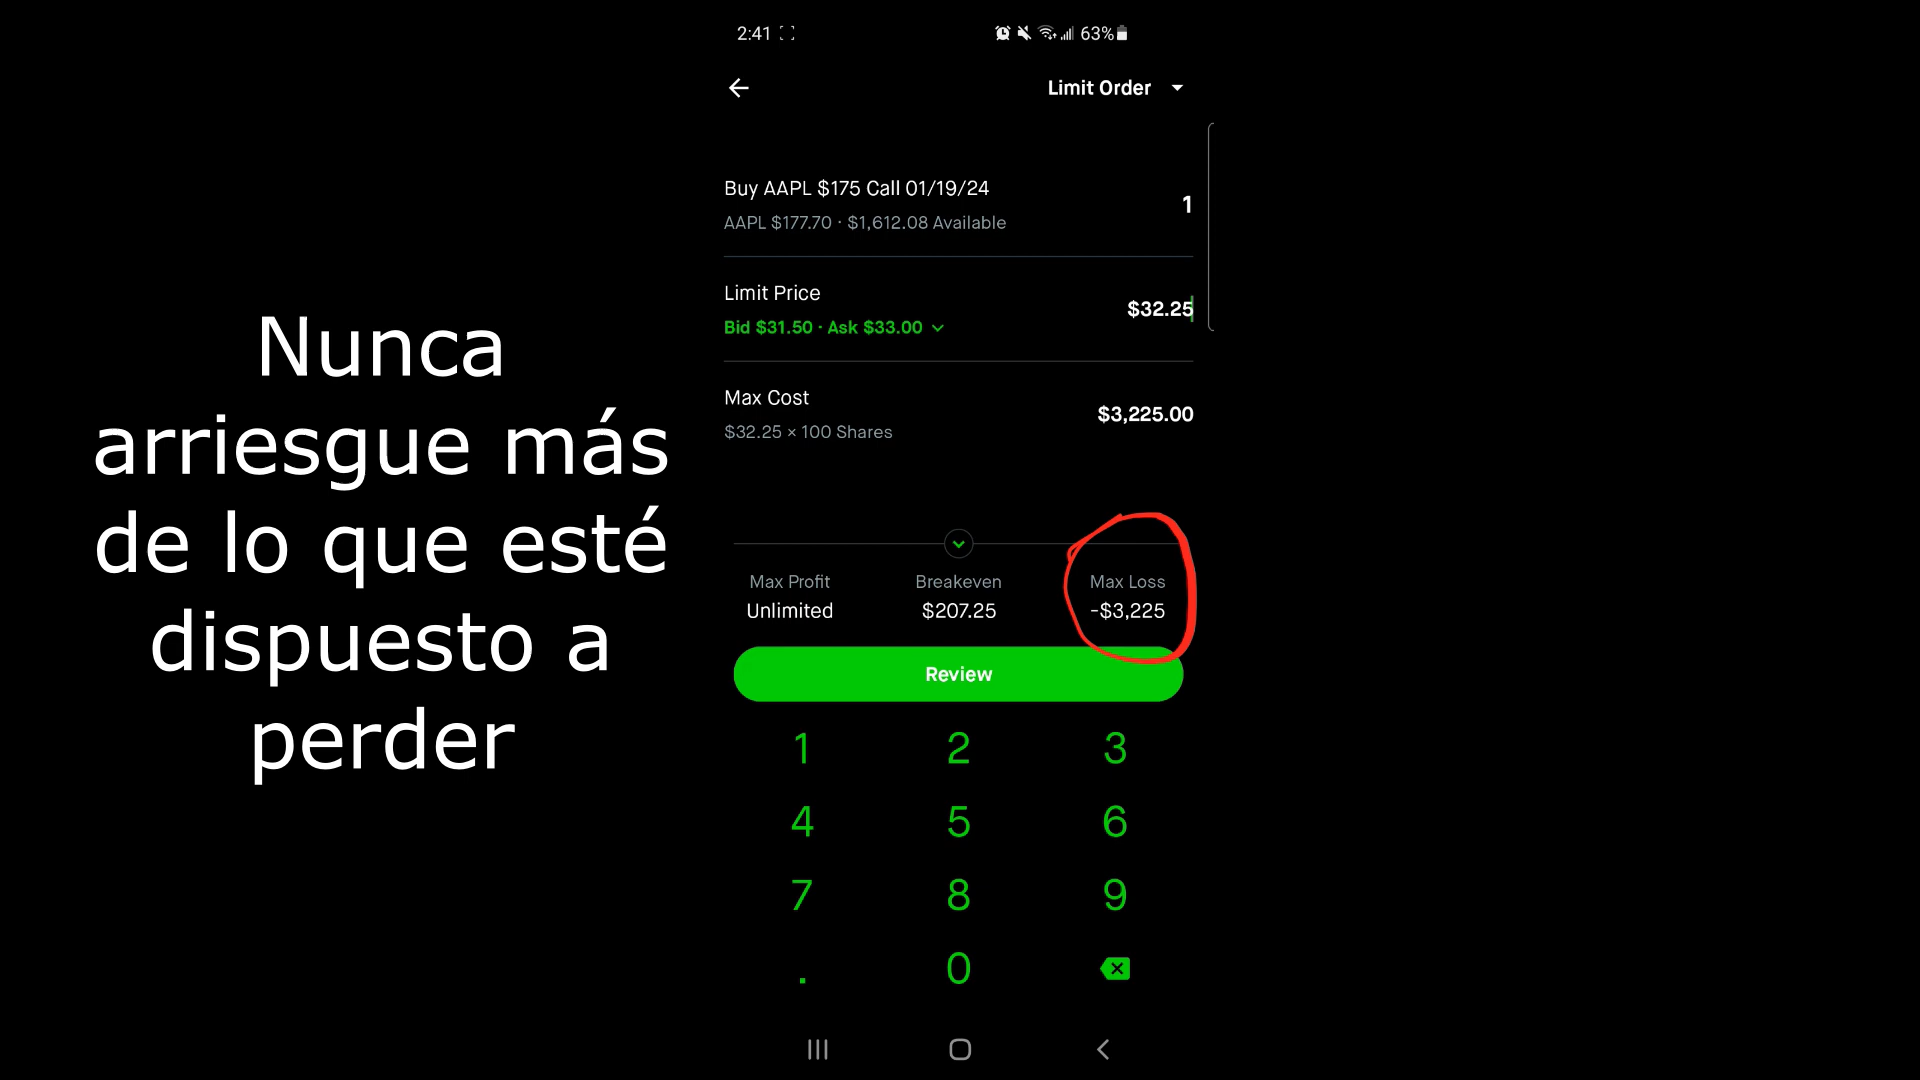 Nunca
arriesgue más
de lo que esté
dispuesto a
perder
2:41
63%
Limit Order
Buy AAPL $175 Call 01/19/24
1
AAPL $177.70 · $1,612.08 Available
Limit Price
$32.25
Bid $31.50 · Ask $33.00
Max Cost
$3,225.00
$32.25 × 100 Shares
Max Profit
Unlimited
Breakeven
$207.25
Max Loss
-$3,225
Review
1 2 3
4 5 6
7 8 9
. 0